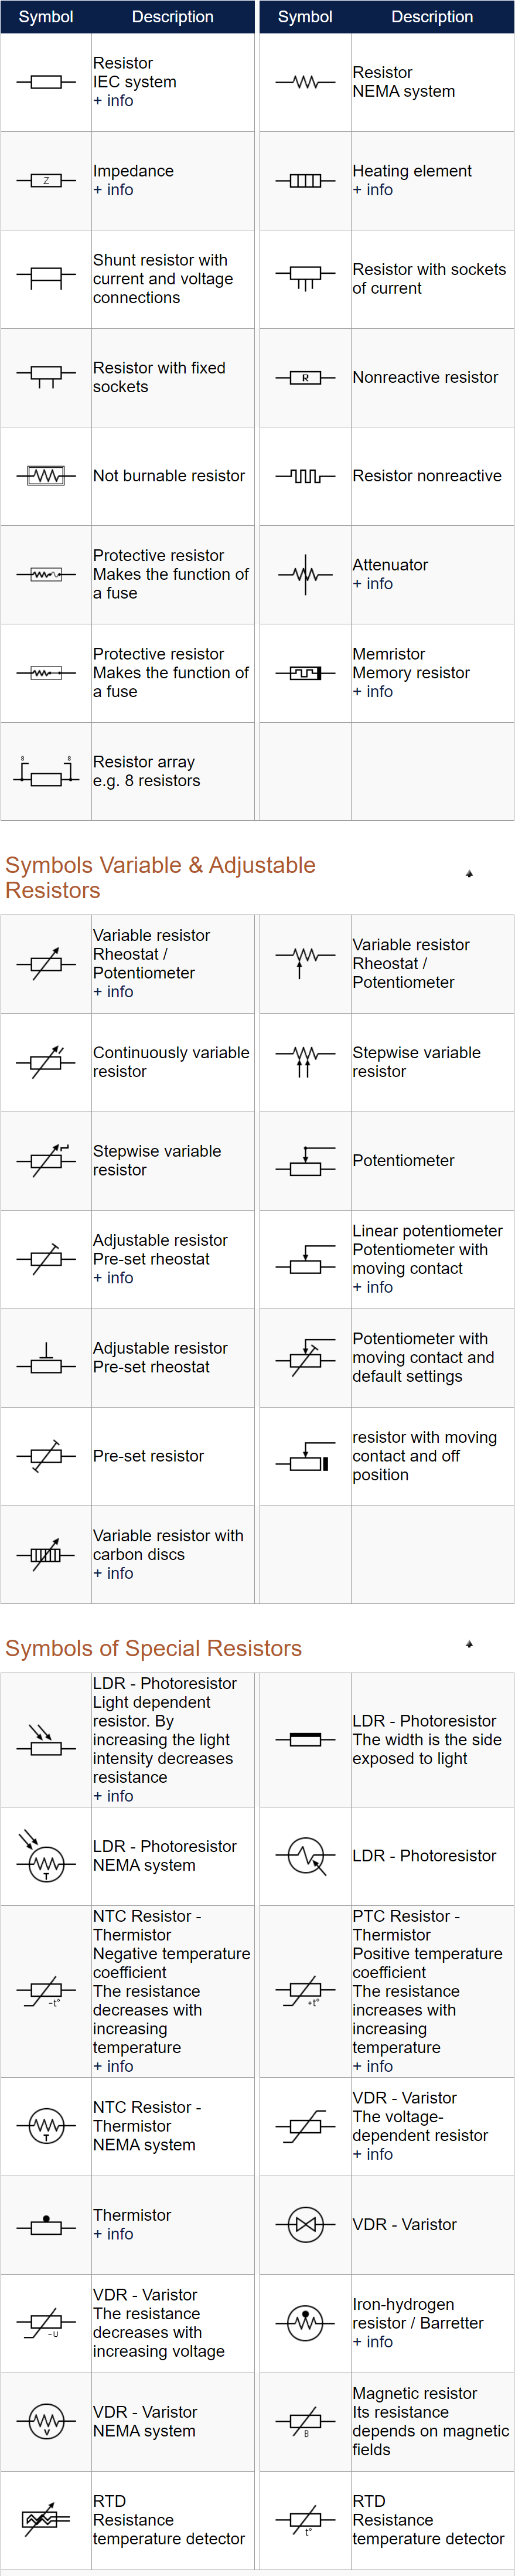 Symbol Description Symbol Description
Resistor
IEC system
+ info
Resistor
NEMA system
Z
Impedance
+ info
Heating element
+ info
Shunt resistor with
current and voltage
connections
Resistor with sockets
of current
Resistor with fixed
sockets
R
Nonreactive resistor
Not burnable resistor
Resistor nonreactive
Protective resistor
Makes the function of
a fuse
Attenuator
+ info
Protective resistor
Makes the function of
a fuse
Memristor
Memory resistor
+ info
8 8
Resistor array
e.g. 8 resistors
Symbols Variable & Adjustable
Resistors
Variable resistor
Rheostat /
Potentiometer
+ info
Variable resistor
Rheostat /
Potentiometer
Continuously variable
resistor
Stepwise variable
resistor
Stepwise variable
resistor
Potentiometer
Adjustable resistor
Pre-set rheostat
+ info
Linear potentiometer
Potentiometer with
moving contact
+ info
Adjustable resistor
Pre-set rheostat
Potentiometer with
moving contact and
default settings
Pre-set resistor
resistor with moving
contact and off
position
Variable resistor with
carbon discs
+ info
Symbols of Special Resistors
LDR - Photoresistor
Light dependent
resistor. By
increasing the light
intensity decreases
resistance
+ info
LDR - Photoresistor
The width is the side
exposed to light
T
LDR - Photoresistor
NEMA system
LDR - Photoresistor
-t°
NTC Resistor -
Thermistor
Negative temperature
coefficient
The resistance
decreases with
increasing
temperature
+ info
+t°
PTC Resistor -
Thermistor
Positive temperature
coefficient
The resistance
increases with
increasing
temperature
+ info
T
NTC Resistor -
Thermistor
NEMA system
VDR - Varistor
The voltage-
dependent resistor
+ info
Thermistor
+ info
VDR - Varistor
-U
VDR - Varistor
The resistance
decreases with
increasing voltage
Iron-hydrogen
resistor / Barretter
+ info
V
VDR - Varistor
NEMA system
B
Magnetic resistor
Its resistance
depends on magnetic
fields
RTD
Resistance
temperature detector
t°
RTD
Resistance
temperature detector